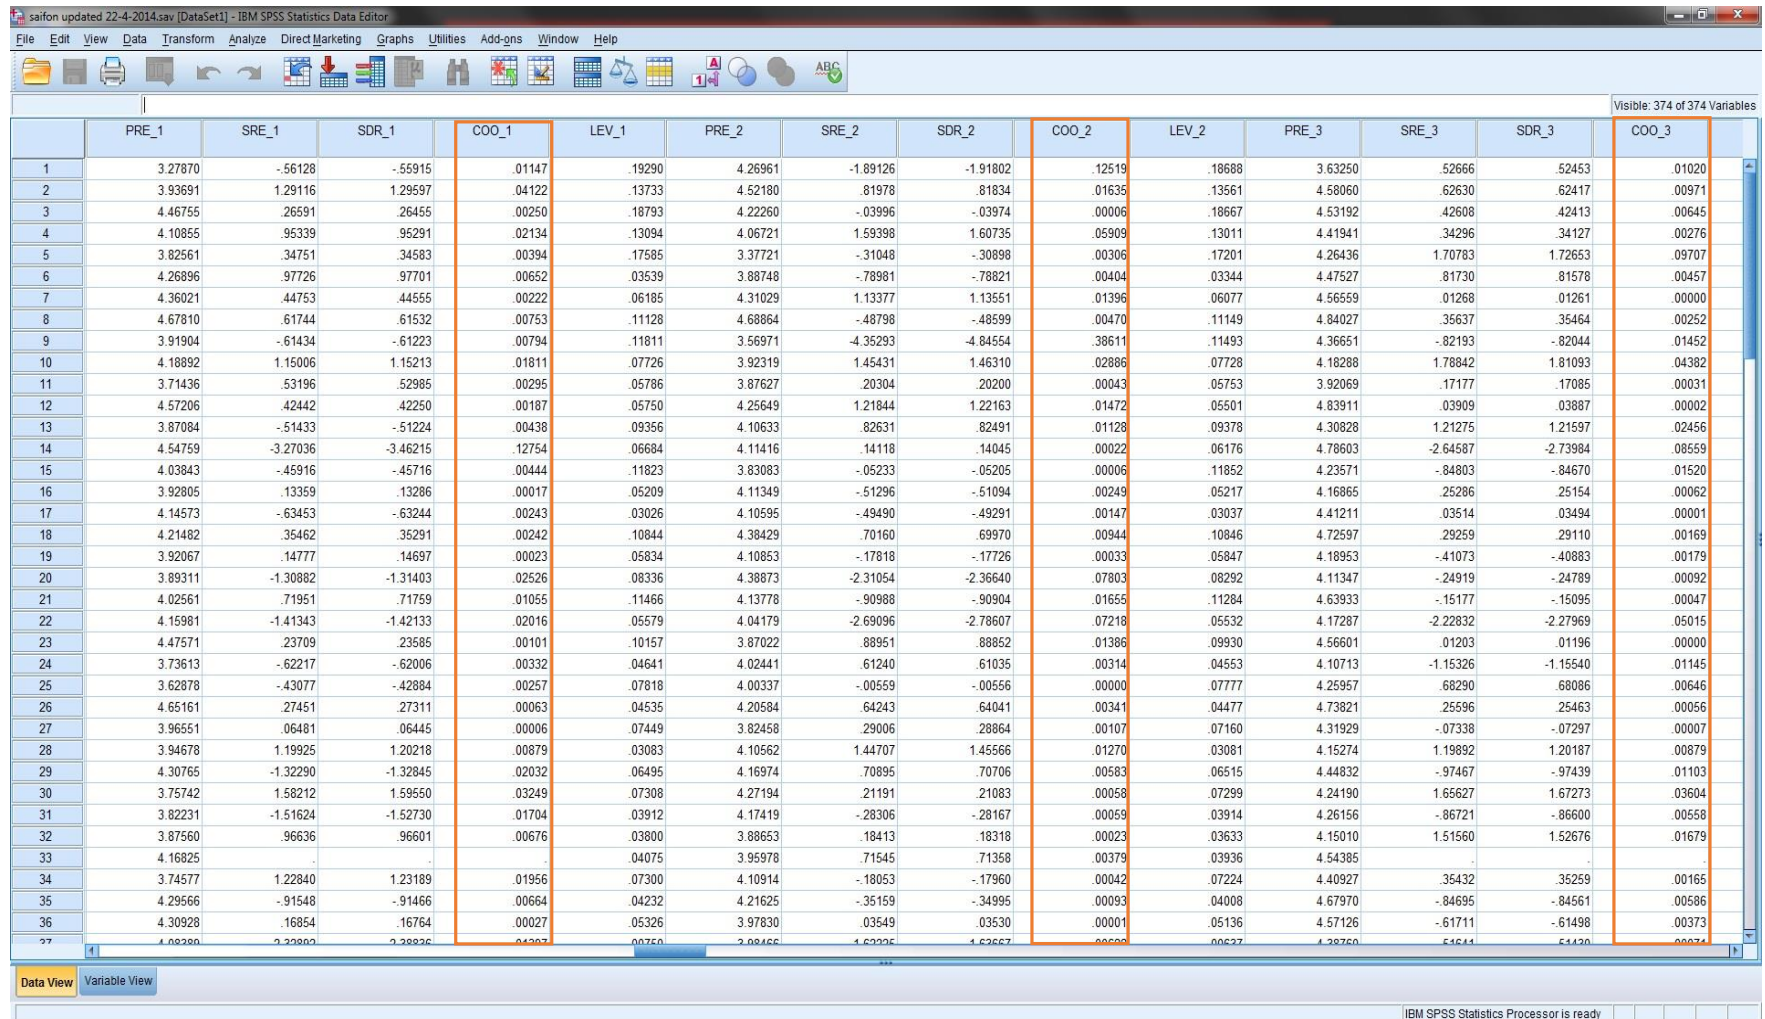 saifon updated 22-4-2014.sav [DataSet1] - IBM SPSS Statistics Data Editor
File Edit View Data Transform Analyze Direct Marketing Graphs Utilities Add-ons Window Help
Visible: 374 of 374 Variables
PRE_1 SRE_1 SDR_1 COO_1 LEV_1 PRE_2 SRE_2 SDR_2 COO_2 LEV_2 PRE_3 SRE_3 SDR_3 COO_3
1 3.27870 -.56128 -.55915 .01147 .19290 4.26961 -1.89126 -1.91802 .12519 .18688 3.63250 .52666 .52453 .01020
2 3.93691 1.29116 1.29597 .04122 .13733 4.52180 .81978 .81834 .01635 .13561 4.58060 .62630 .62417 .00971
3 4.46755 .26591 .26455 .00250 .18793 4.22260 -.03996 -.03974 .00006 .18667 4.53192 .42608 .42413 .00645
4 4.10855 .95339 .95291 .02134 .13094 4.06721 1.59398 1.60735 .05909 .13011 4.41941 .34296 .34127 .00276
5 3.82561 .34751 .34583 .00394 .17585 3.37721 -.31048 -.30898 .00306 .17201 4.26436 1.70783 1.72653 .09707
6 4.26896 .97726 .97701 .00652 .03539 3.88748 -.78981 -.78821 .00404 .03344 4.47527 .81730 .81578 .00457
7 4.36021 .44753 .44555 .00222 .06185 4.31029 1.13377 1.13551 .01396 .06077 4.56559 .01268 .01261 .00000
8 4.67810 .61744 .61532 .00753 .11128 4.68864 -.48798 -.48599 .00470 .11149 4.84027 .35637 .35464 .00252
9 3.91904 -.61434 -.61223 .00794 .11811 3.56971 -4.35293 -4.84554 .38611 .11493 4.36651 -.82193 -.82044 .01452
10 4.18892 1.15006 1.15213 .01811 .07726 3.92319 1.45431 1.46310 .02886 .07728 4.18288 1.78842 1.81093 .04382
11 3.71436 .53196 .52985 .00295 .05786 3.87627 .20304 .20200 .00043 .05753 3.92069 .17177 .17085 .00031
12 4.57206 .42442 .42250 .00187 .05750 4.25649 1.21844 1.22163 .01472 .05501 4.83911 .03909 .03887 .00002
13 3.87084 -.51433 -.51224 .00438 .09356 4.10633 .82631 .82491 .01128 .09378 4.30828 1.21275 1.21597 .02456
14 4.54759 -3.27036 -3.46215 .12754 .06684 4.11416 .14118 .14045 .00022 .06176 4.78603 -2.64587 -2.73984 .08559
15 4.03843 -.45916 -.45716 .00444 .11823 3.83083 -.05233 -.05205 .00006 .11852 4.23571 -.84803 -.84670 .01520
16 3.92805 .13359 .13286 .00017 .05209 4.11349 -.51296 -.51094 .00249 .05217 4.16865 .25286 .25154 .00062
17 4.14573 -.63453 -.63244 .00243 .03026 4.10595 -.49490 -.49291 .00147 .03037 4.41211 .03514 .03494 .00001
18 4.21482 .35462 .35291 .00242 .10844 4.38429 .70160 .69970 .00944 .10846 4.72597 .29259 .29110 .00169
19 3.92067 .14777 .14697 .00023 .05834 4.10853 -.17818 -.17726 .00033 .05847 4.18953 -.41073 -.40883 .00179
20 3.89311 -1.30882 -1.31403 .02526 .08336 4.38873 -2.31054 -2.36640 .07803 .08292 4.11347 -.24919 -.24789 .00092
21 4.02561 .71951 .71759 .01055 .11466 4.13778 -.90988 -.90904 .01655 .11284 4.63933 -.15177 -.15095 .00047
22 4.15981 -1.41343 -1.42133 .02016 .05579 4.04179 -2.69096 -2.78607 .07218 .05532 4.17287 -2.22832 -2.27969 .05015
23 4.47571 .23709 .23585 .00101 .10157 3.87022 .88951 .88852 .01386 .09930 4.56601 .01203 .01196 .00000
24 3.73613 -.62217 -.62006 .00332 .04641 4.02441 .61240 .61035 .00314 .04553 4.10713 -1.15326 -1.15540 .01145
25 3.62878 -.43077 -.42884 .00257 .07818 4.00337 -.00559 -.00556 .00000 .07777 4.25957 .68290 .68086 .00646
26 4.65161 .27451 .27311 .00063 .04535 4.20584 .64243 .64041 .00341 .04477 4.73821 .25596 .25463 .00056
27 3.96551 .06481 .06445 .00006 .07449 3.82458 .29006 .28864 .00107 .07160 4.31929 -.07338 -.07297 .00007
28 3.94678 1.19925 1.20218 .00879 .03083 4.10562 1.44707 1.45566 .01270 .03081 4.15274 1.19892 1.20187 .00879
29 4.30765 -1.32290 -1.32845 .02032 .06495 4.16974 .70895 .70706 .00583 .06515 4.44832 -.97467 -.97439 .01103
30 3.75742 1.58212 1.59550 .03249 .07308 4.27194 .21191 .21083 .00058 .07299 4.24190 1.65627 1.67273 .03604
31 3.82231 -1.51624 -1.52730 .01704 .03912 4.17419 -.28306 -.28167 .00059 .03914 4.26156 -.86721 -.86600 .00558
32 3.87560 .96636 .96601 .00676 .03800 3.88653 .18413 .18318 .00023 .03633 4.15010 1.51560 1.52676 .01679
33 4.16825 . . . .04075 3.95978 .71545 .71358 .00379 .03936 4.54385 . . .
34 3.74577 1.22840 1.23189 .01956 .07300 4.10914 -.18053 -.17960 .00042 .07224 4.40927 .35432 .35259 .00165
35 4.29566 -.91548 -.91466 .00664 .04232 4.21625 -.35159 -.34995 .00093 .04008 4.67970 -.84695 -.84561 .00586
36 4.30928 .16854 .16764 .00027 .05326 3.97830 .03549 .03530 .00001 .05136 4.57126 -.61711 -.61498 .00373
37
Data View Variable View
IBM SPSS Statistics Processor is ready